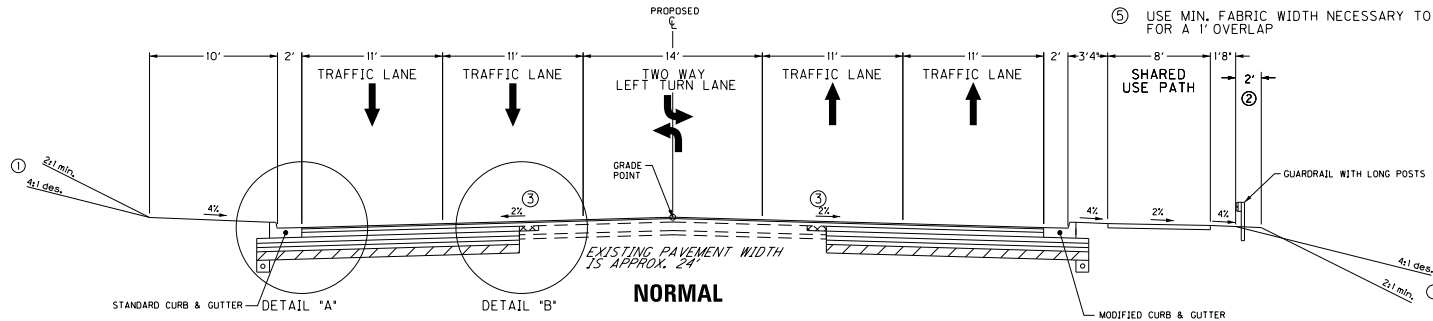 PROPOSED
℄
⑤ USE MIN. FABRIC WIDTH NECESSARY TO
FOR A 1' OVERLAP
10' 2' 11' 11' 14' 11' 11' 2' 3'4" 8' 1'8"
TRAFFIC LANE
TRAFFIC LANE
TWO WAY
LEFT TURN LANE
TRAFFIC LANE
TRAFFIC LANE
SHARED
USE PATH
2'
②
①
2:1 min.
4:1 des.
GRADE
POINT
GUARDRAIL WITH LONG POSTS
③
③
4%
2%
2%
4%
2%
4%
EXISTING PAVEMENT WIDTH
IS APPROX. 24'
4:1 des.
2:1 min.
STANDARD CURB & GUTTER
DETAIL "A"
DETAIL "B"
NORMAL
MODIFIED CURB & GUTTER